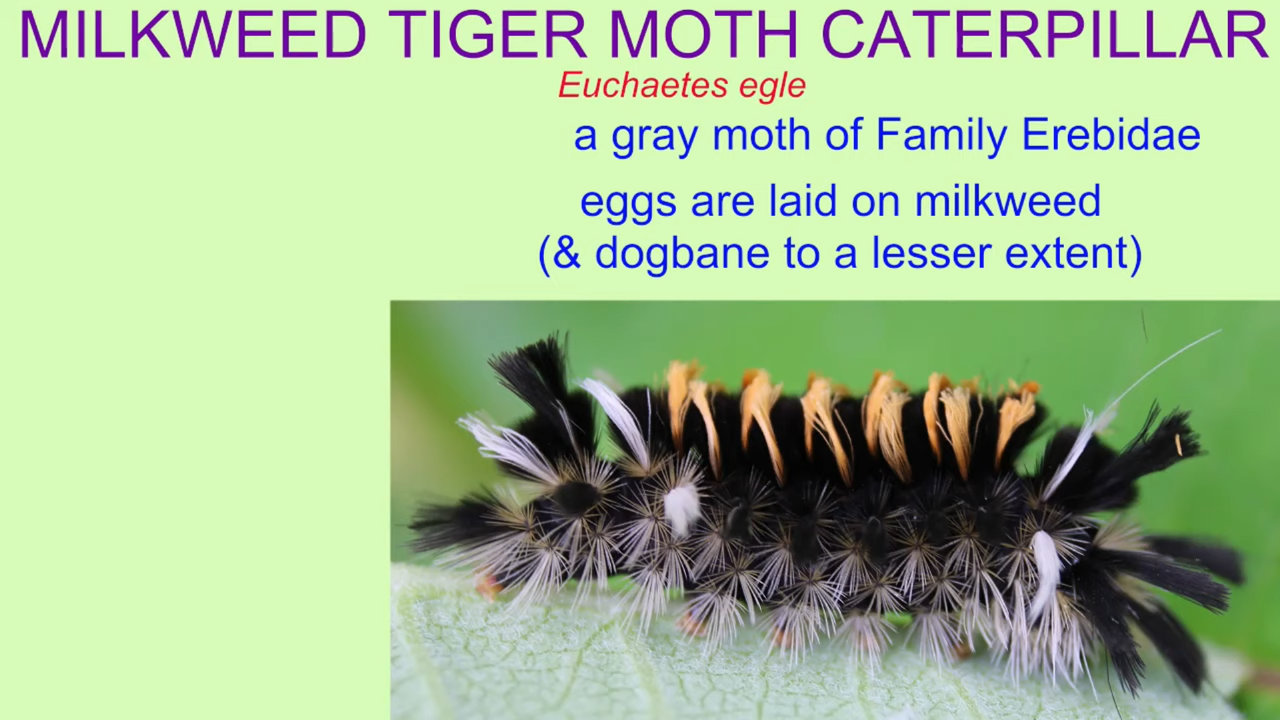 MILKWEED TIGER MOTH CATERPILLAR
Euchaetes egle
a gray moth of Family Erebidae
eggs are laid on milkweed
(& dogbane to a lesser extent)